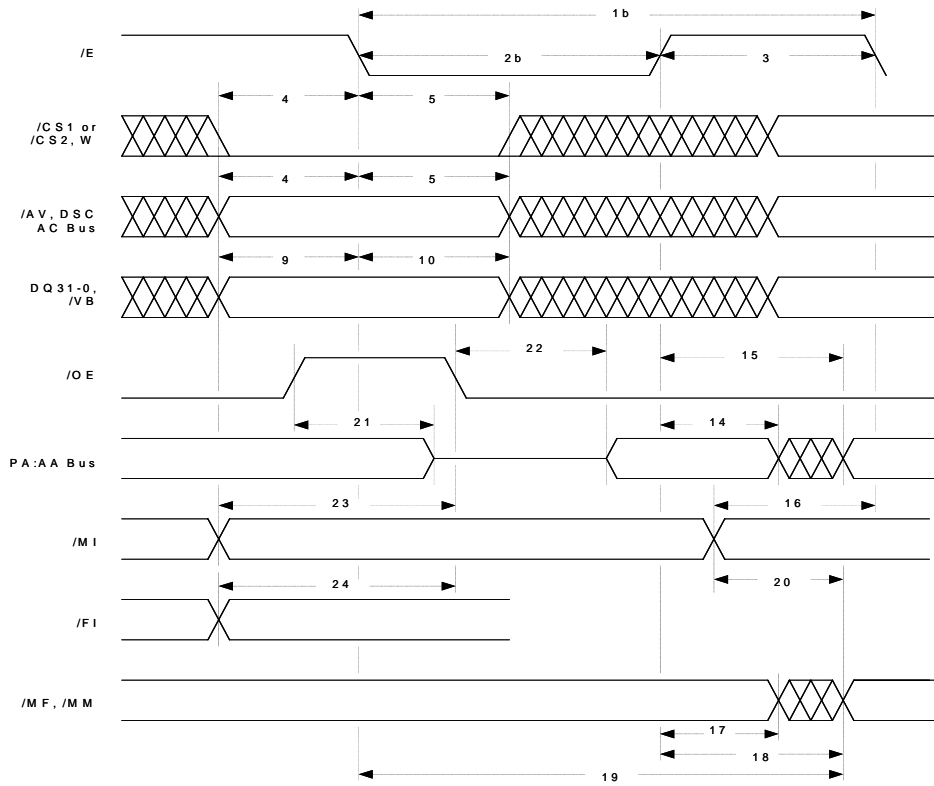 1b
/E
2b
3
4
5
/CS1 or
/CS2, W
4
5
/AV, DSC
AC Bus
9
10
DQ31-0,
/VB
22
15
/OE
21
14
PA:AA Bus
23
16
/MI
24
20
/FI
/MF, /MM
17
18
19